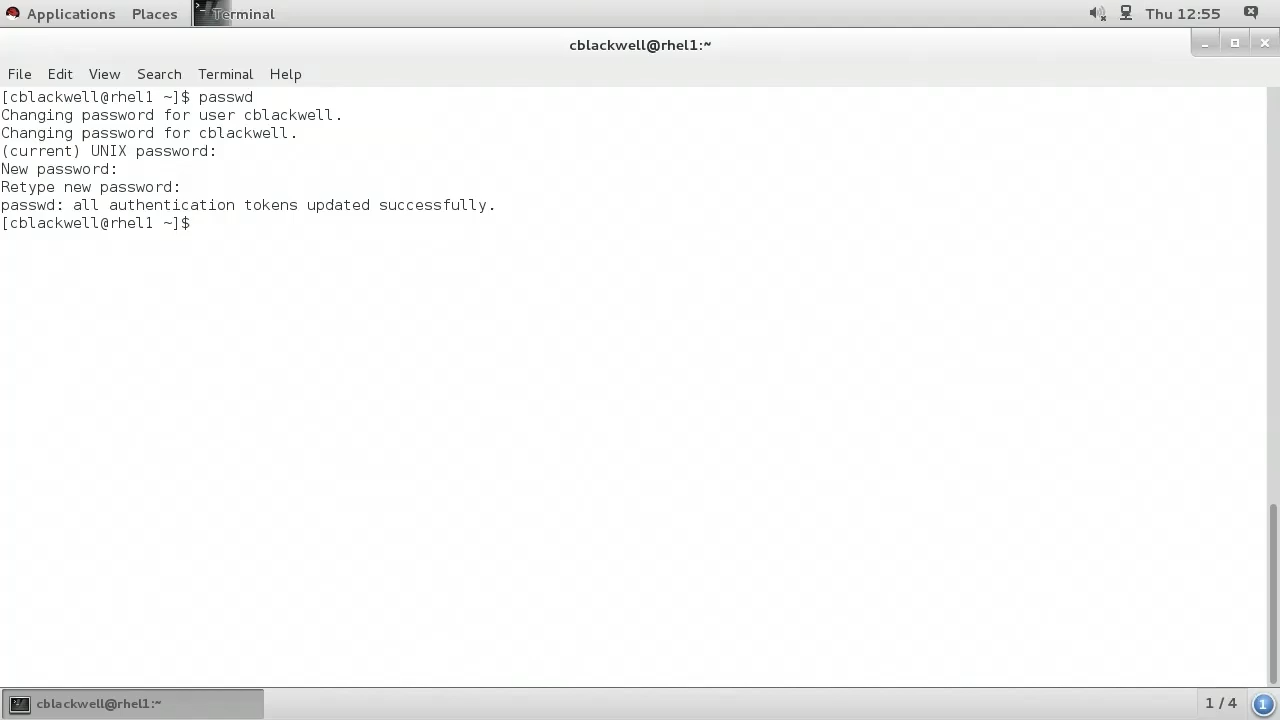 Applications Places Terminal Thu 12:55
cblackwell@rhel1:~
File Edit View Search Terminal Help
[cblackwell@rhel1 ~]$ passwd
Changing password for user cblackwell.
Changing password for cblackwell.
(current) UNIX password:
New password:
Retype new password:
passwd: all authentication tokens updated successfully.
[cblackwell@rhel1 ~]$
cblackwell@rhel1:~ 1 / 4 1